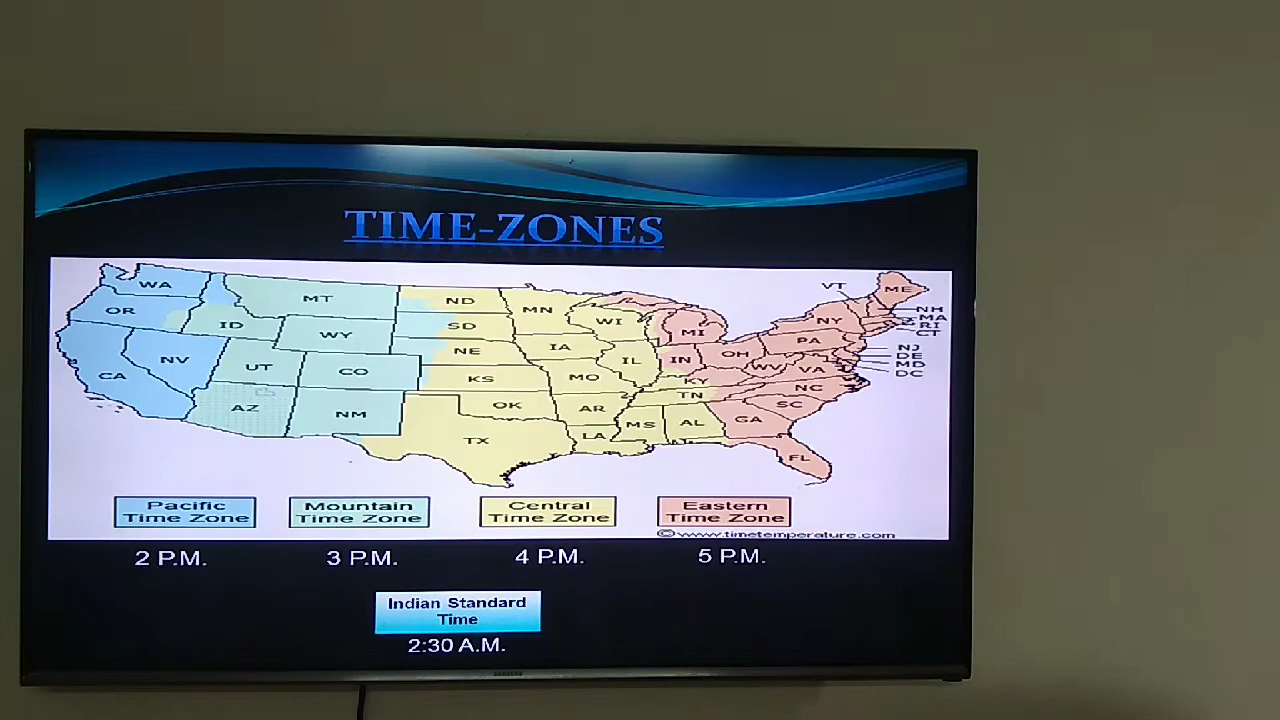 TIME-ZONES
WA
OR
CA
NV
ID
MT
WY
UT
CO
AZ
NM
ND
SD
NE
KS
OK
TX
MN
IA
MO
AR
LA
WI
IL
MS
AL
TN
KY
MI
IN
OH
WV
VA
NC
SC
GA
FL
PA
NY
VT
ME
NH
MA
RI
CT
NJ
DE
MD
DC
Pacific
Time Zone
Mountain
Time Zone
Central
Time Zone
Eastern
Time Zone
© www.timetemperature.com
2 P.M.
3 P.M.
4 P.M.
5 P.M.
Indian Standard
Time
2:30 A.M.